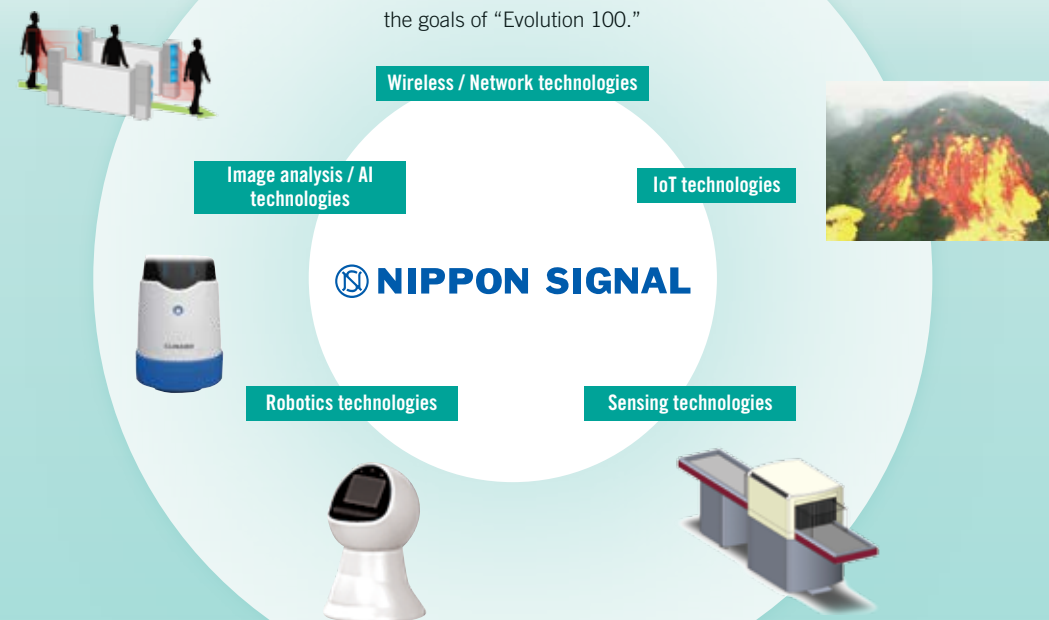 the goals of “Evolution 100.”
Wireless / Network technologies
Image analysis / AI
technologies
IoT technologies
NIPPON SIGNAL
Robotics technologies
Sensing technologies